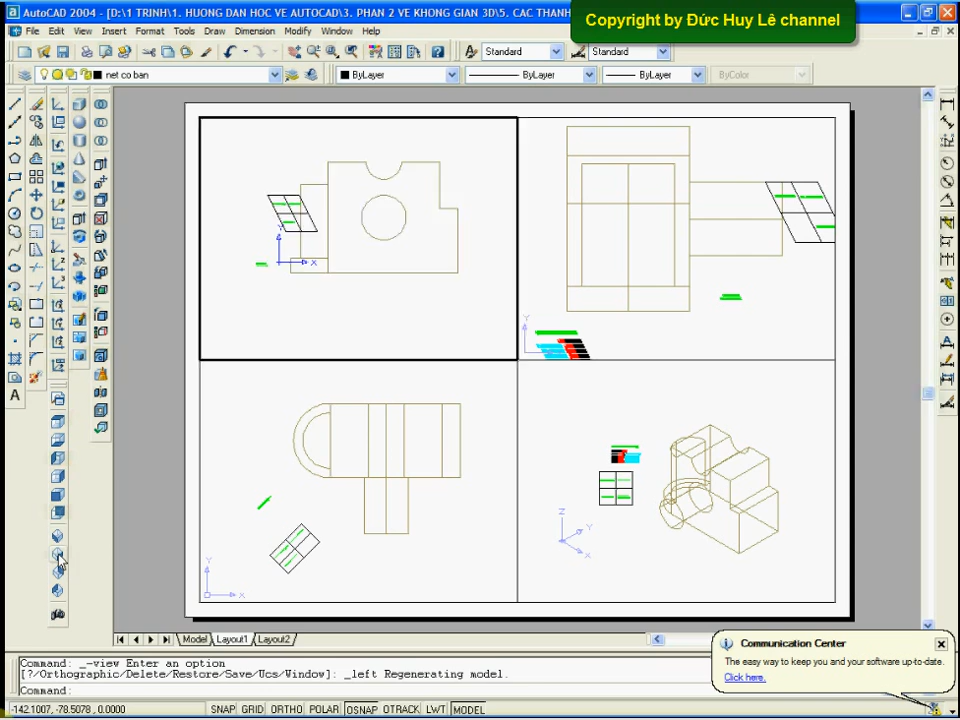 AutoCAD 2004 - [D:\1 TRINH\1. HUONG DAN HOC VE AUTOCAD\3. PHAN 2 VE KHONG GIAN 3D\5. CAC THANH
Copyright by Đức Huy Lê channel
File Edit View Insert Format Tools Draw Dimension Modify Window Help
Standard Standard
net co ban ByLayer ByLayer ByLayer ByColor
Y
X
Y
Z
Y
X
Y
X
Model Layout1 Layout2
Command: _-view Enter an option
[?/Orthographic/Delete/Restore/Save/Ucs/Window]: _left Regenerating model.
Command:
Communication Center
The easy way to keep you and your software up-to-date.
Click here.
-142.1007, -78.5078, 0.0000 SNAP GRID ORTHO POLAR OSNAP OTRACK LWT MODEL